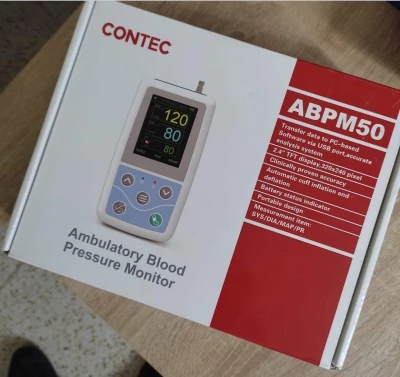 CONTEC
120
80
80
Ambulatory Blood
Pressure Monitor
ABPM50
Transfer data to PC-based
Software via USB port,accurate
analysis system
2.4" TFT display,320x240 pixel
Clinically proven accuracy
Automatic cuff inflation and
deflation
Battery status indicator
Portable design
Measurement item:
SYS/DIA/MAP/PR